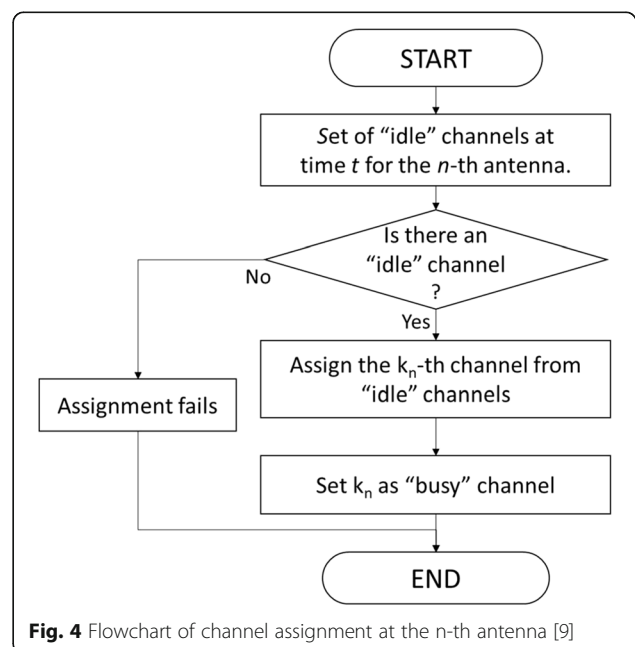 START
Set of “idle” channels at
time t for the n-th antenna.
Is there an
“idle” channel
?
No
Yes
Assign the kₙ-th channel from
“idle” channels
Assignment fails
Set kₙ as “busy” channel
END
Fig. 4 Flowchart of channel assignment at the n-th antenna [9]